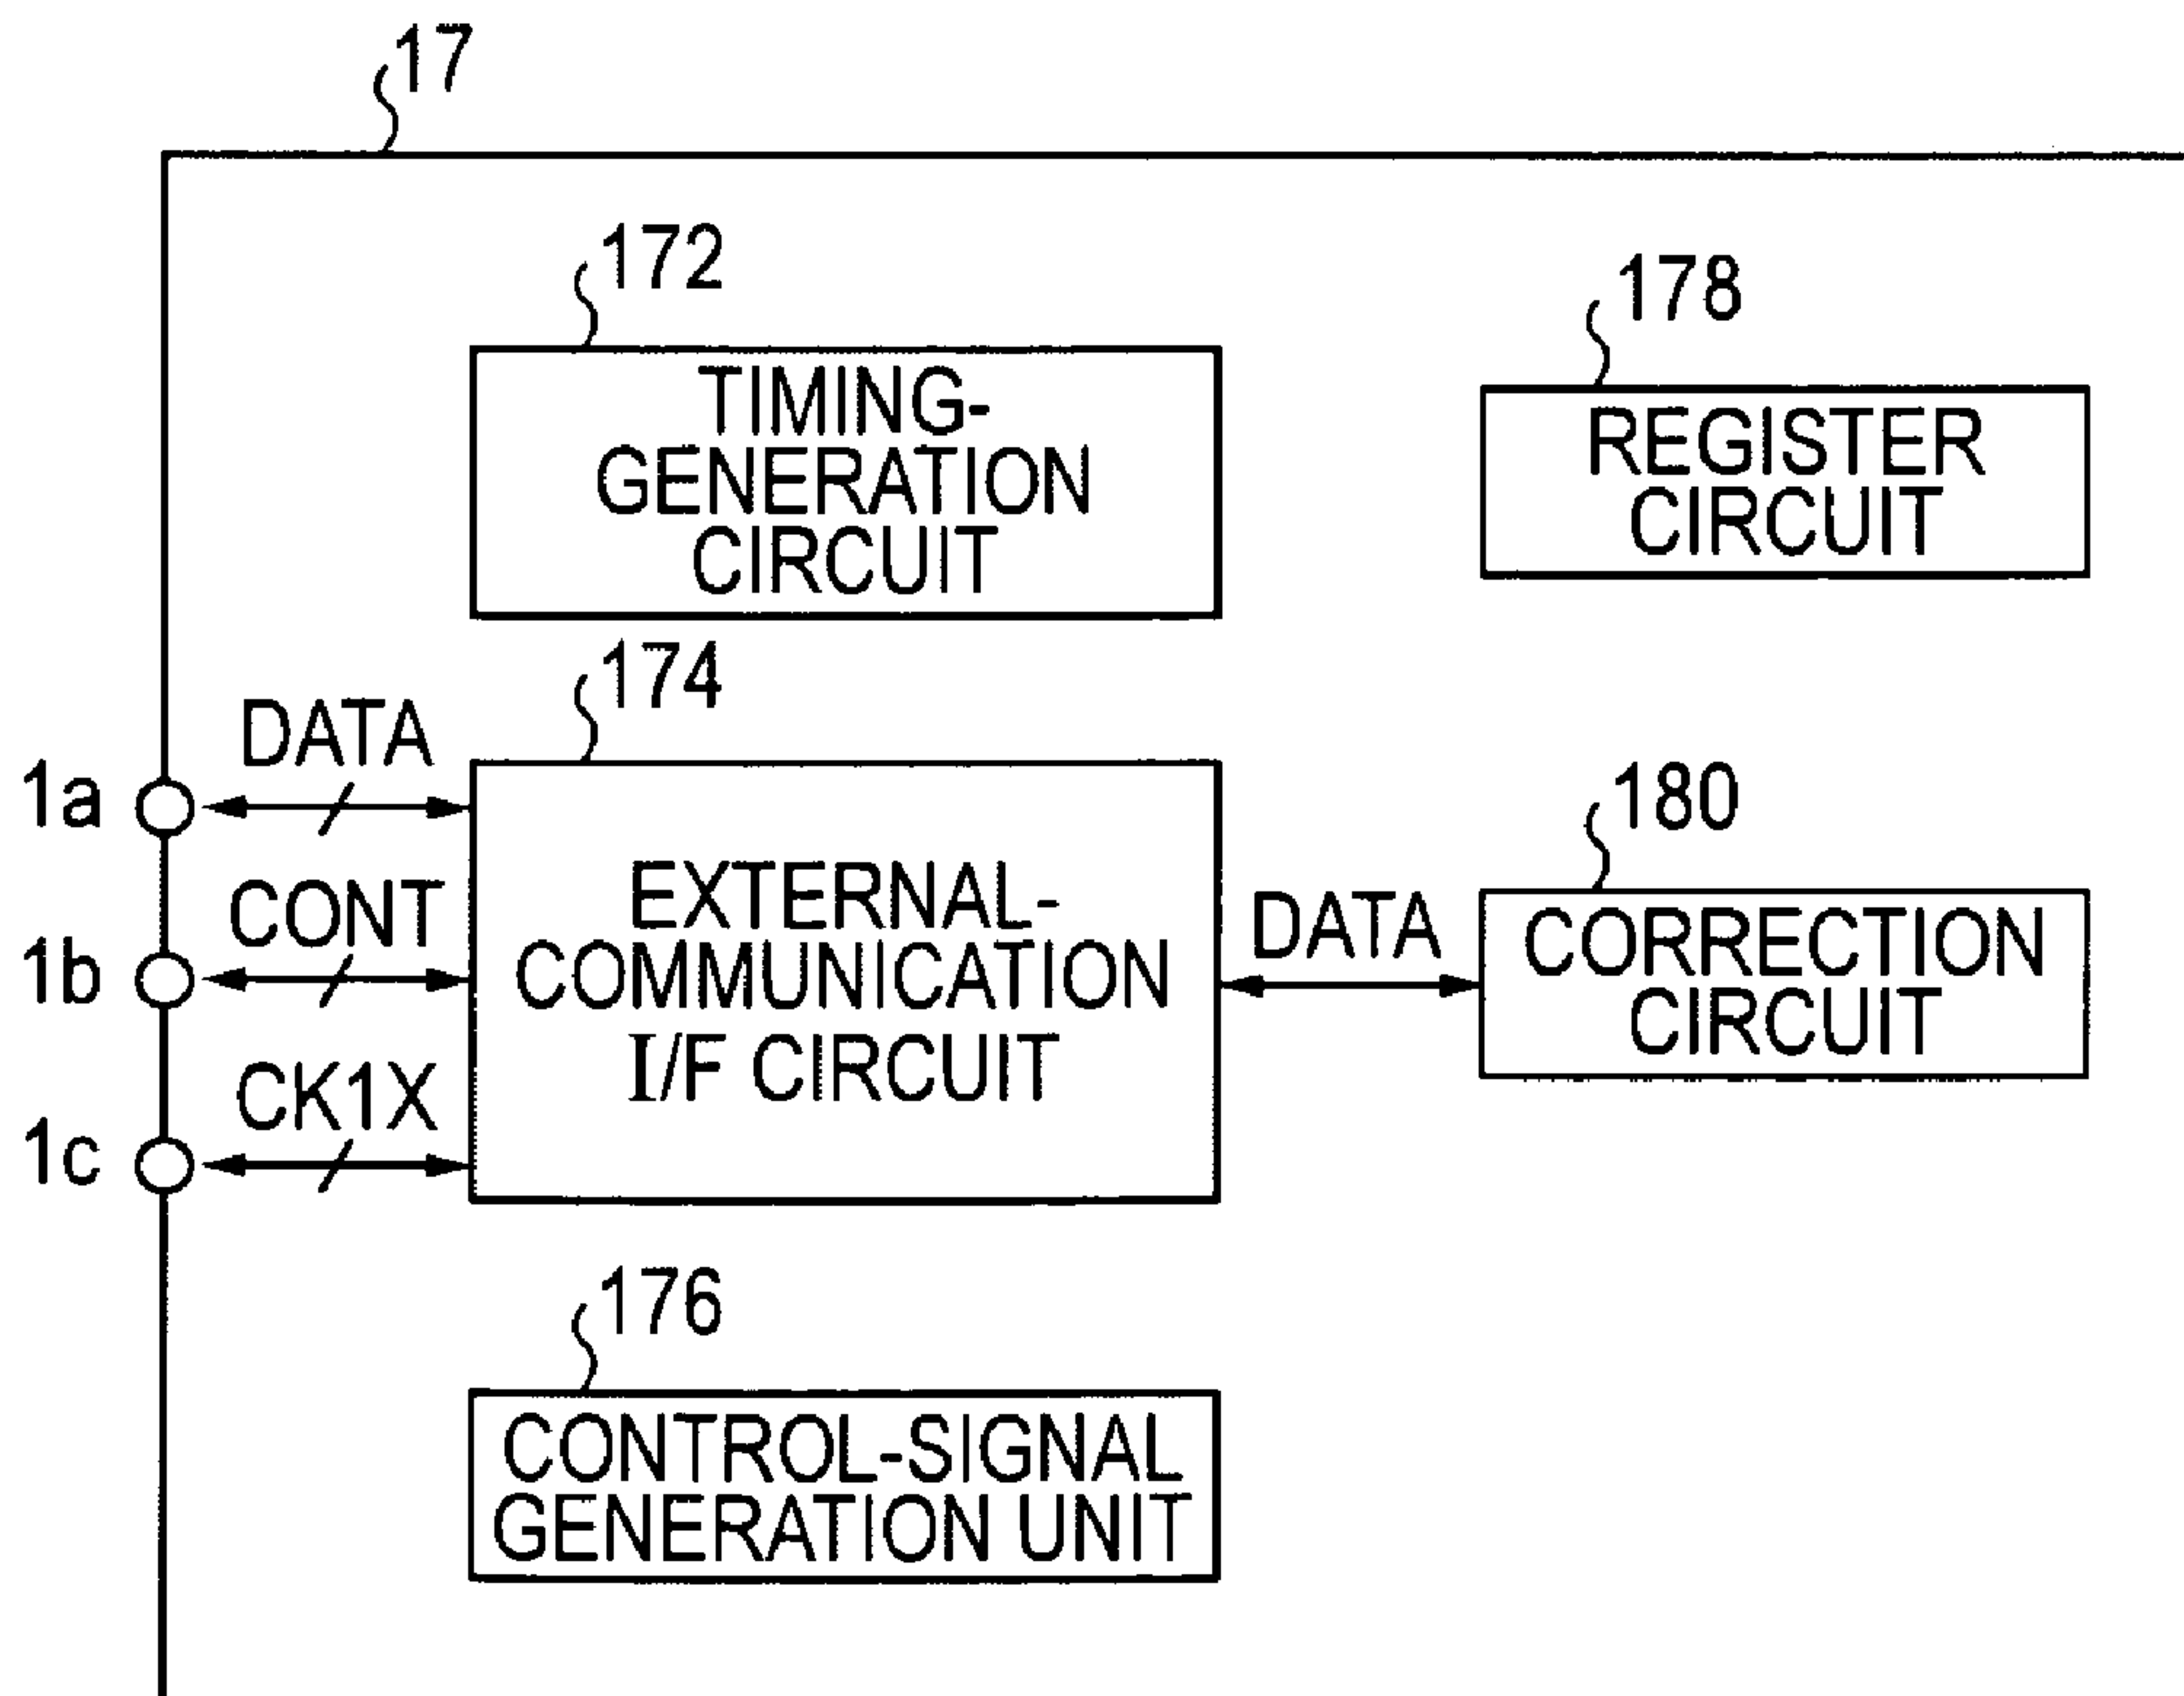 17
172
TIMING-
GENERATION
CIRCUIT
178
REGISTER
CIRCUIT
174
DATA
1a
CONT
1b
CK1X
1c
EXTERNAL-
COMMUNICATION
I/F CIRCUIT
DATA
180
CORRECTION
CIRCUIT
176
CONTROL-SIGNAL
GENERATION UNIT